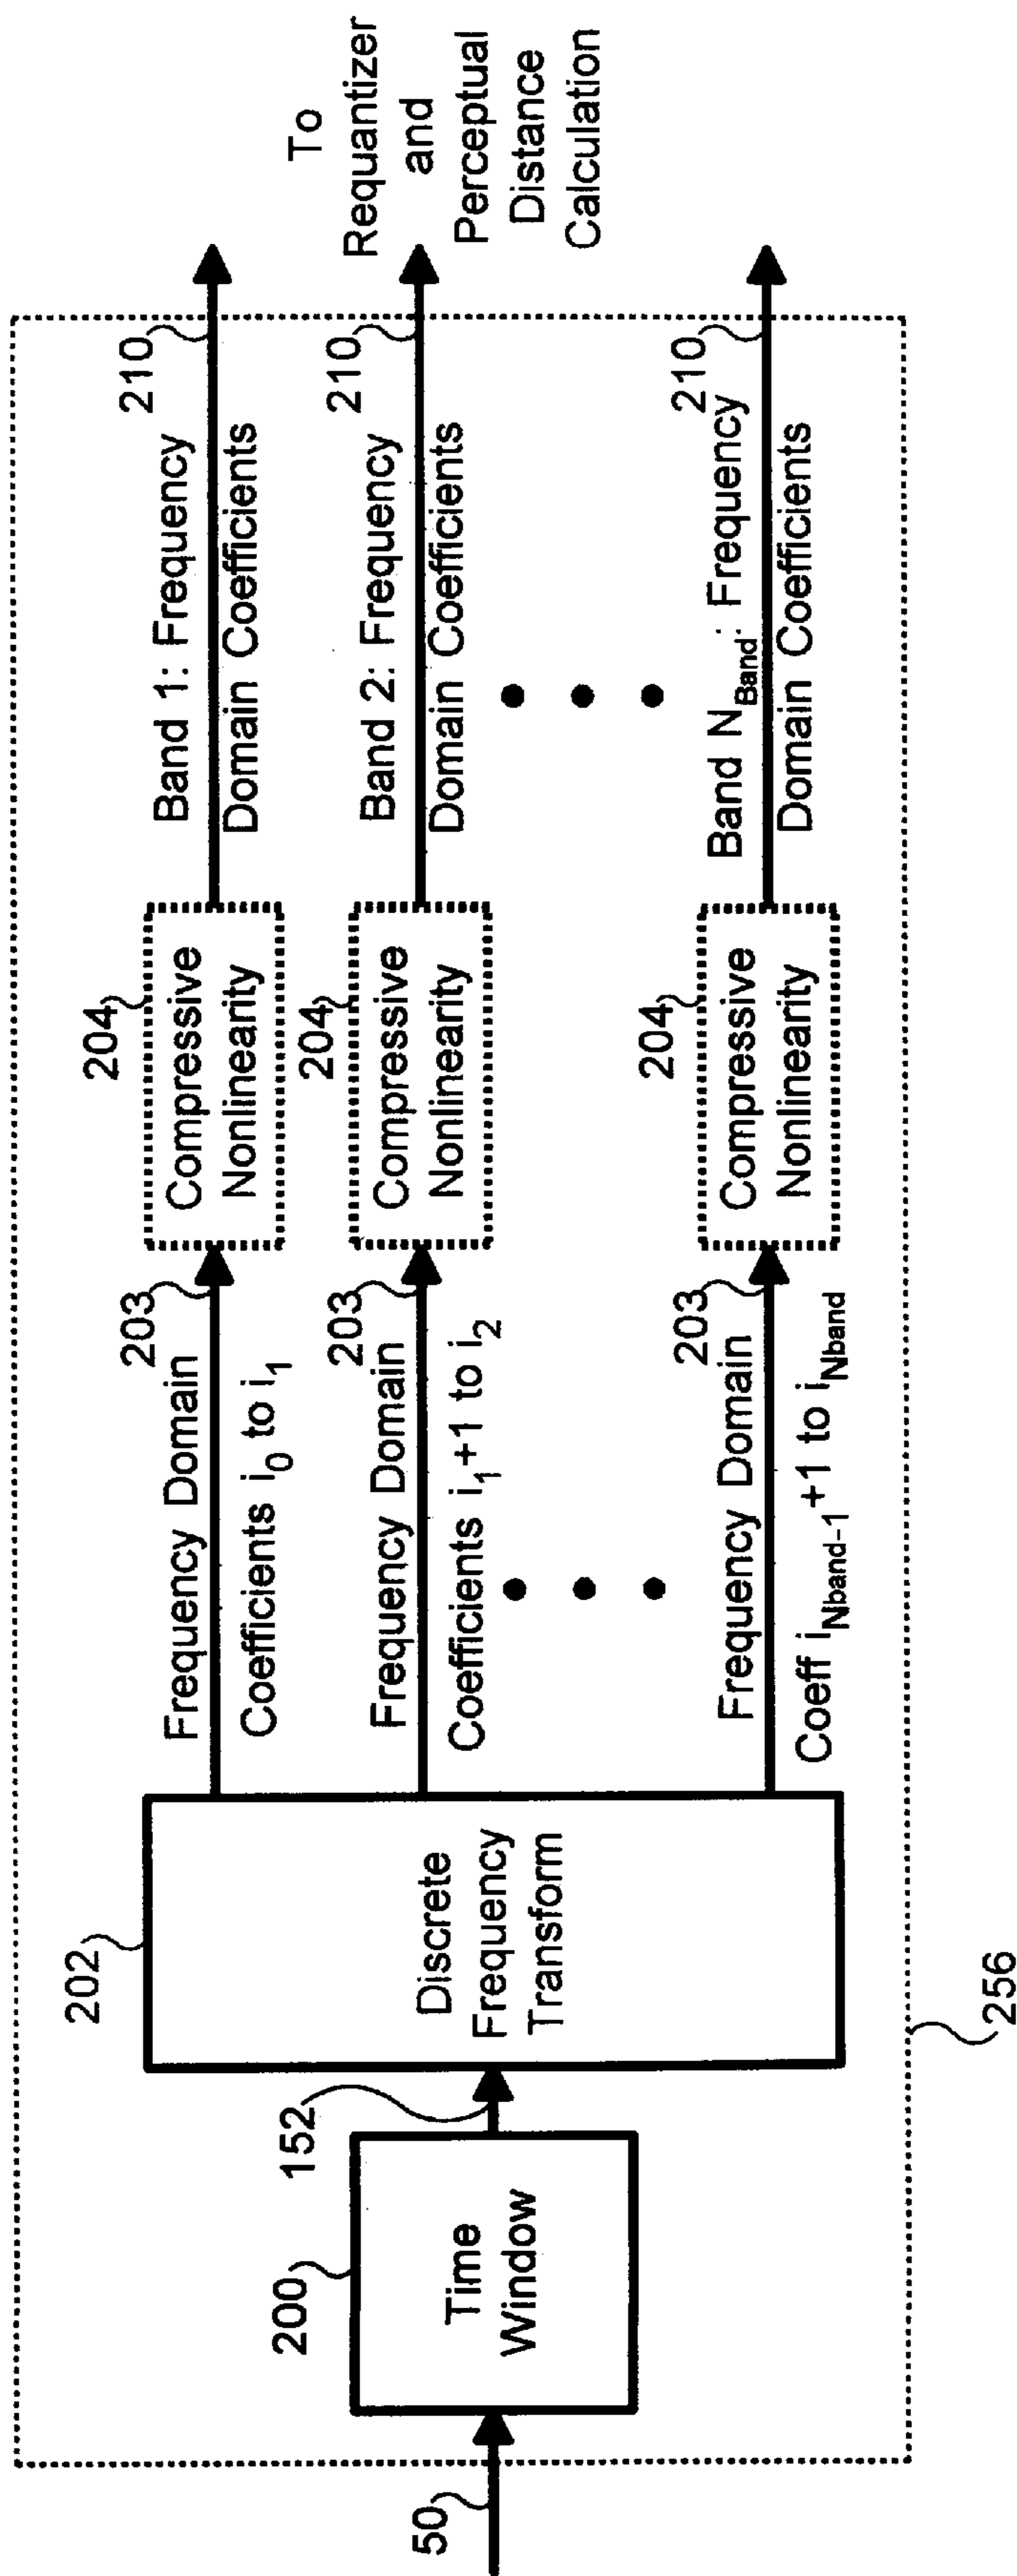 50
200
Time
Window
152
202
Discrete
Frequency
Transform
Frequency Domain
203
Coefficients i0 to i1
204
Compressive
Nonlinearity
Band 1: Frequency
210
Domain Coefficients
Frequency Domain
203
Coefficients i1+1 to i2
204
Compressive
Nonlinearity
Band 2: Frequency
210
Domain Coefficients
Frequency Domain
203
Coeff iNband-1+1 to iNband
204
Compressive
Nonlinearity
Band NBand: Frequency
210
Domain Coefficients
To
Requantizer
and
Perceptual
Distance
Calculation
256